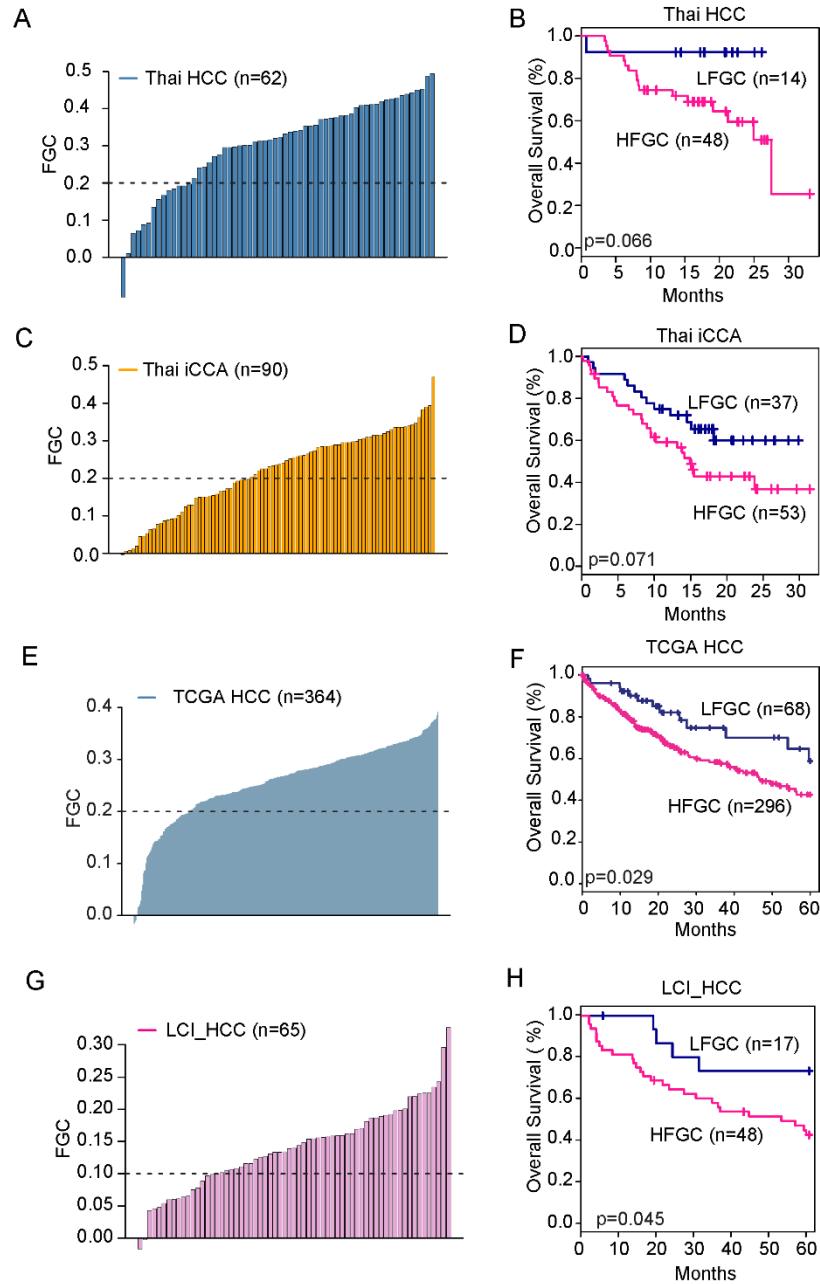 A
Thai HCC (n=62)
FGC
0.5
0.4
0.3
0.2
0.1
0.0
B
Thai HCC
Overall Survival (%)
1.0
0.8
0.6
0.4
0.2
0.0
LFGC (n=14)
HFGC (n=48)
p=0.066
0 5 10 15 20 25 30
Months
C
Thai iCCA (n=90)
FGC
0.5
0.4
0.3
0.2
0.1
0.0
D
Thai iCCA
Overall Survival (%)
1.0
0.8
0.6
0.4
0.2
0.0
LFGC (n=37)
HFGC (n=53)
p=0.071
0 5 10 15 20 25 30
Months
E
TCGA HCC (n=364)
FGC
0.4
0.3
0.2
0.1
0.0
F
TCGA HCC
Overall Survival (%)
1.0
0.8
0.6
0.4
0.2
0.0
LFGC (n=68)
HFGC (n=296)
p=0.029
0 10 20 30 40 50 60
Months
G
LCI_HCC (n=65)
FGC
0.30
0.25
0.20
0.15
0.10
0.05
0.00
H
LCI_HCC
Overall Survival ( %)
1.0
0.8
0.6
0.4
0.2
0.0
LFGC (n=17)
HFGC (n=48)
p=0.045
0 10 20 30 40 50 60
Months